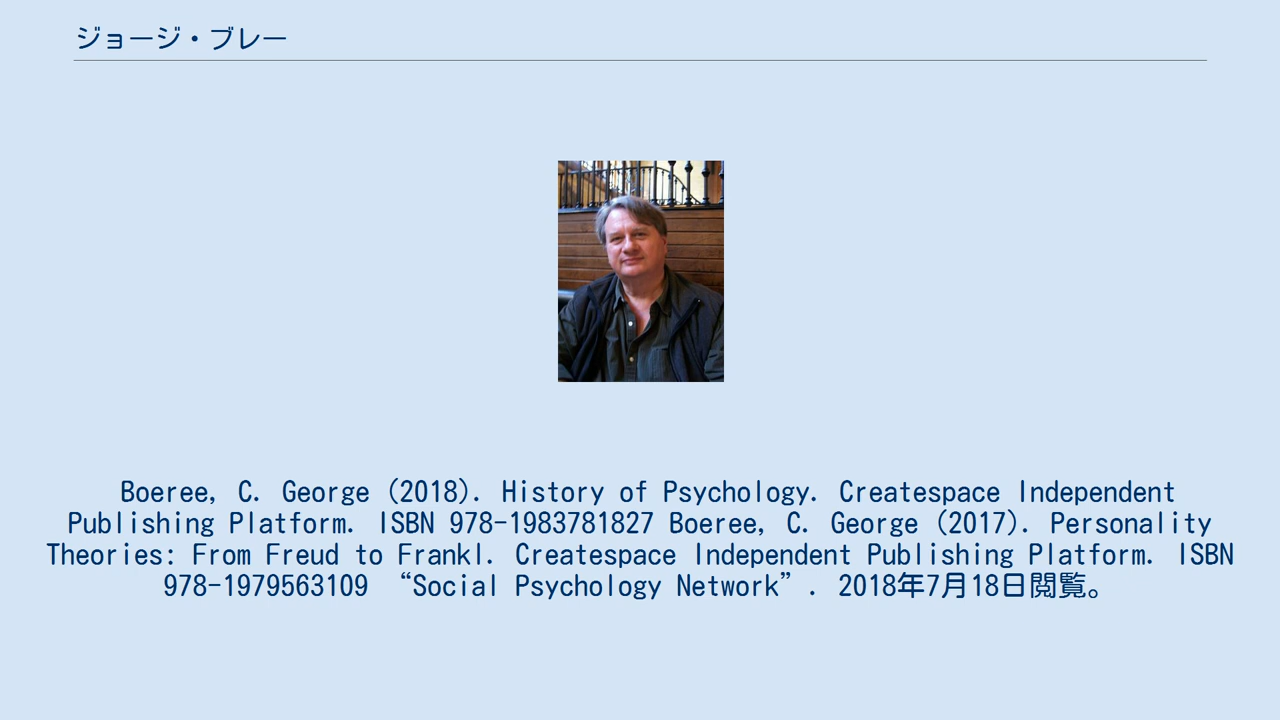 ジョージ・ブレー
Boeree, C. George (2018). History of Psychology. Createspace Independent
Publishing Platform. ISBN 978-1983781827 Boeree, C. George (2017). Personality
Theories: From Freud to Frankl. Createspace Independent Publishing Platform. ISBN
978-1979563109 “Social Psychology Network”. 2018年7月18日閲覧。